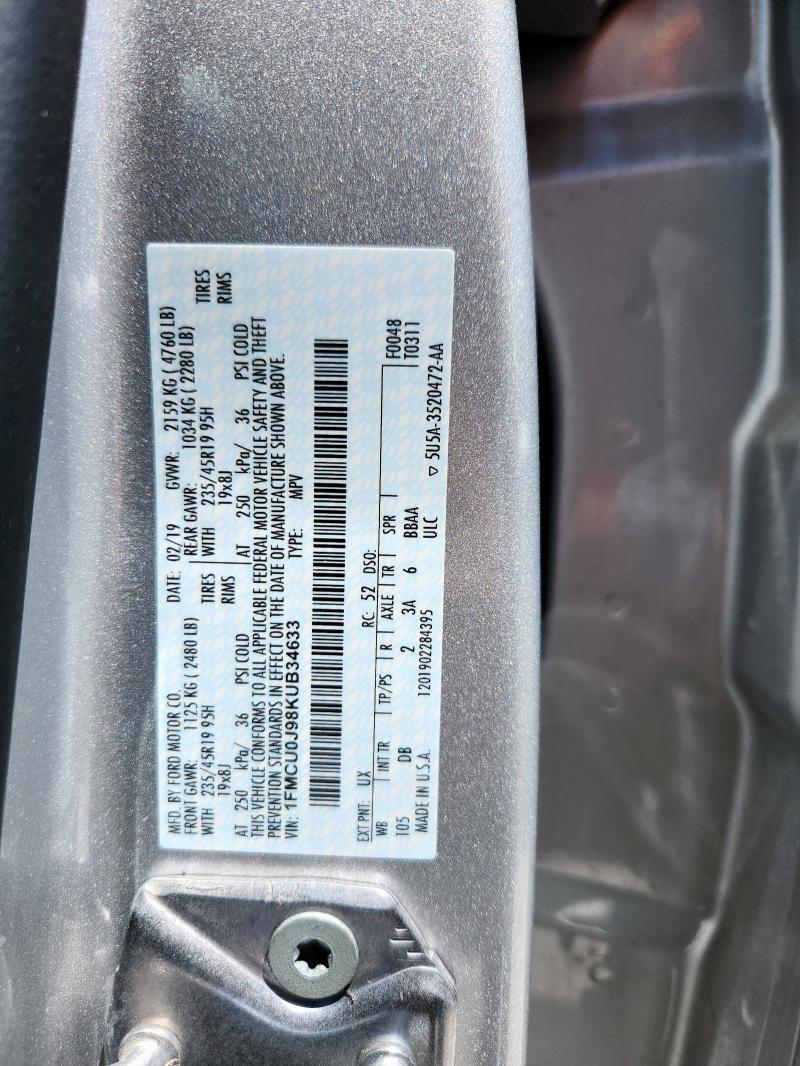 MFD. BY FORD MOTOR CO.
DATE: 02/19 GVWR: 2159 KG ( 4760 LB)
FRONT GAWR: 1125 KG ( 2480 LB) REAR GAWR: 1034 KG ( 2280 LB)
WITH 235/45R19 95H TIRES WITH 235/45R19 95H TIRES
19x8J RIMS 19x8J RIMS
AT 250 kPa/ 36 PSI COLD AT 250 kPa/ 36 PSI COLD
THIS VEHICLE CONFORMS TO ALL APPLICABLE FEDERAL MOTOR VEHICLE SAFETY AND THEFT
PREVENTION STANDARDS IN EFFECT ON THE DATE OF MANUFACTURE SHOWN ABOVE.
VIN: 1FMCU0J98KUB34633 TYPE: MPV
EXT PNT: UX RC: 52 DSO:
WB INT TR TP/PS R AXLE TR SPR F0048
105 DB 2 3A 6 BBAA T0311
MADE IN U.S.A. 1201902284395 ULC ▽ 5U5A-3520472-AA